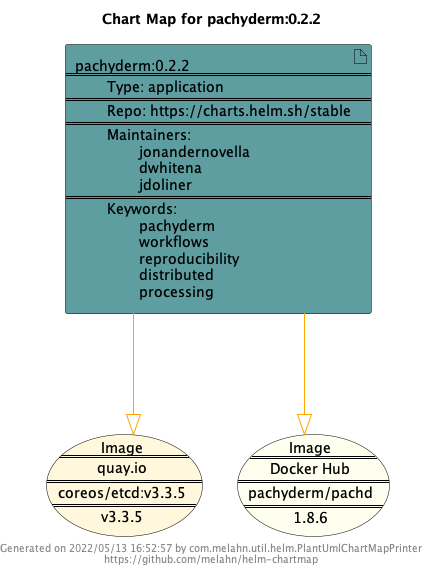 Chart Map for pachyderm:0.2.2
pachyderm:0.2.2
Type: application
Repo: https://charts.helm.sh/stable
Maintainers:
jonandernovella
dwhitena
jdoliner
Keywords:
pachyderm
workflows
reproducibility
distributed
processing
Image
quay.io
coreos/etcd:v3.3.5
v3.3.5
Image
Docker Hub
pachyderm/pachd
1.8.6
Generated on 2022/05/13 16:52:57 by com.melahn.util.helm.PlantUmlChartMapPrinter
https://github.com/melahn/helm-chartmap